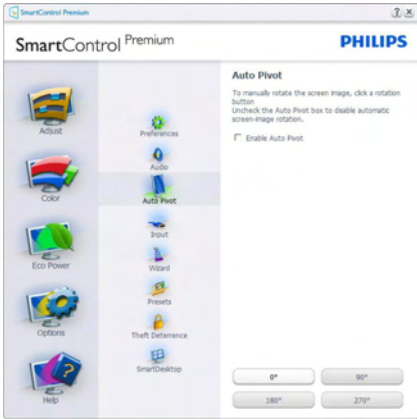 SmartControl Premium
SmartControl Premium
PHILIPS
Adjust
Color
Eco Power
Options
Help
Preferences
Audio
Auto Pivot
Input
Wizard
Presets
Theft Deterrence
SmartDesktop
Auto Pivot
To manually rotate the screen image, click a rotation
button
Uncheck the Auto Pivot box to disable automatic
screen-image rotation.
Enable Auto Pivot
0°
90°
180°
270°